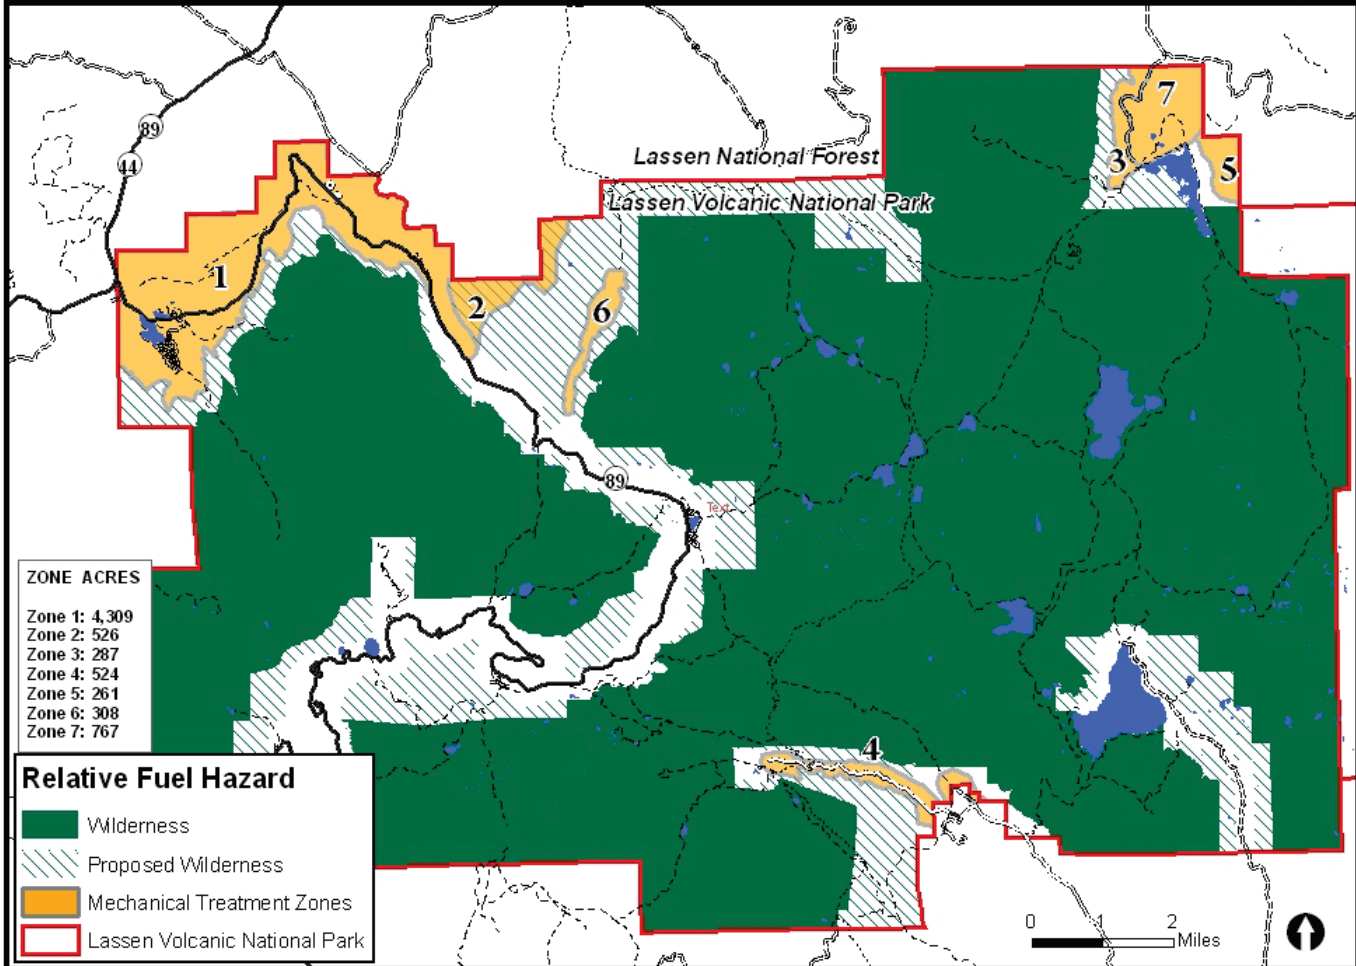 7
89
44
Lassen National Forest
3
5
Lassen Volcanic National Park
1
2
6
89
Text
ZONE ACRES
Zone 1: 4,309
Zone 2: 526
Zone 3: 287
Zone 4: 524
Zone 5: 261
Zone 6: 308
Zone 7: 767
4
Relative Fuel Hazard
Wilderness
Proposed Wilderness
Mechanical Treatment Zones
Lassen Volcanic National Park
0 1 2
Miles